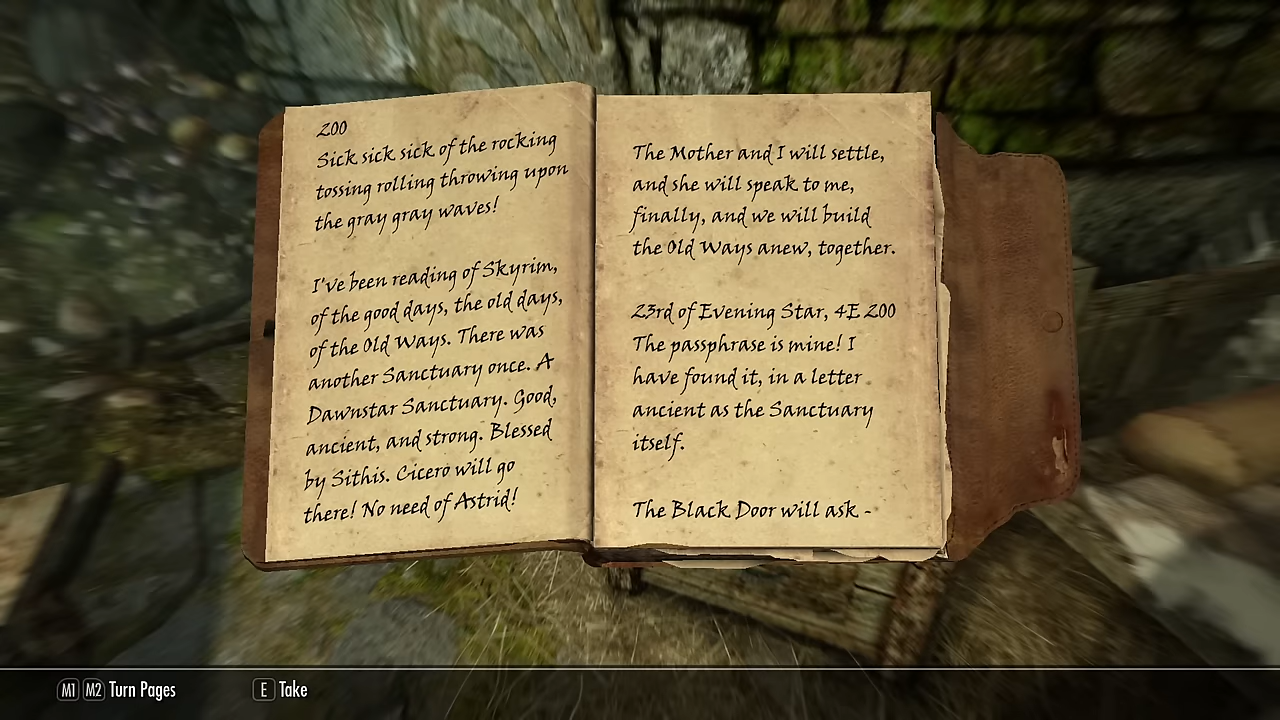 200
Sick sick sick of the rocking
tossing rolling throwing upon
the gray gray waves!
I've been reading of Skyrim,
of the good days, the old days,
of the Old Ways. There was
another Sanctuary once. A
Dawnstar Sanctuary. Good,
ancient, and strong. Blessed
by Sithis. Cicero will go
there! No need of Astrid!
The Mother and I will settle,
and she will speak to me,
finally, and we will build
the Old Ways anew, together.
23rd of Evening Star, 4E 200
The passphrase is mine! I
have found it, in a letter
ancient as the Sanctuary
itself.
The Black Door will ask -
M1 M2 Turn Pages
E Take